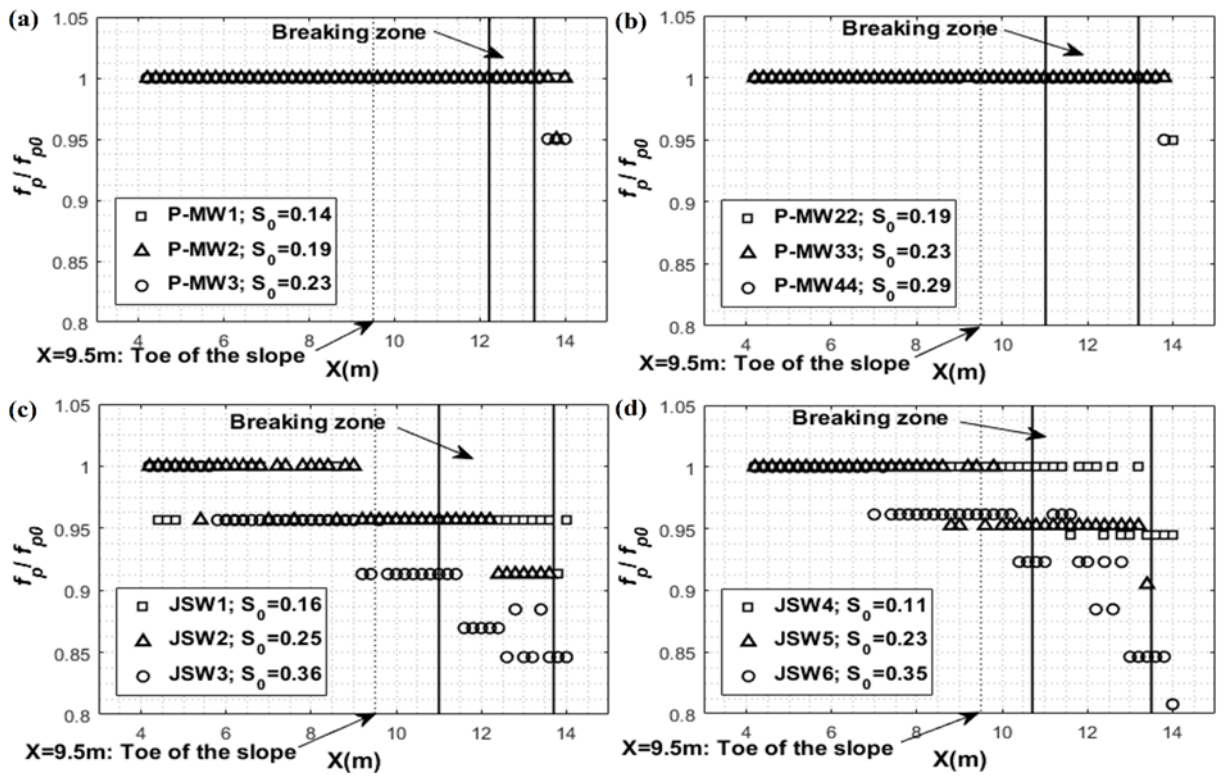 (a)
1.05
1
0.95
0.9
0.85
0.8
f_p / f_p0
Breaking zone
P-MW1; S_0=0.14
P-MW2; S_0=0.19
P-MW3; S_0=0.23
4 6 8 10 12 14
X=9.5m: Toe of the slope
X(m)
(b)
1.05
1
0.95
0.9
0.85
0.8
f_p / f_p0
Breaking zone
P-MW22; S_0=0.19
P-MW33; S_0=0.23
P-MW44; S_0=0.29
4 6 8 10 12 14
X=9.5m: Toe of the slope
X(m)
(c)
1.05
1
0.95
0.9
0.85
0.8
f_p / f_p0
Breaking zone
JSW1; S_0=0.16
JSW2; S_0=0.25
JSW3; S_0=0.36
4 6 8 10 12 14
X=9.5m: Toe of the slope
X(m)
(d)
1.05
1
0.95
0.9
0.85
0.8
f_p / f_p0
Breaking zone
JSW4; S_0=0.11
JSW5; S_0=0.23
JSW6; S_0=0.35
4 6 8 10 12 14
X=9.5m: Toe of the slope
X(m)